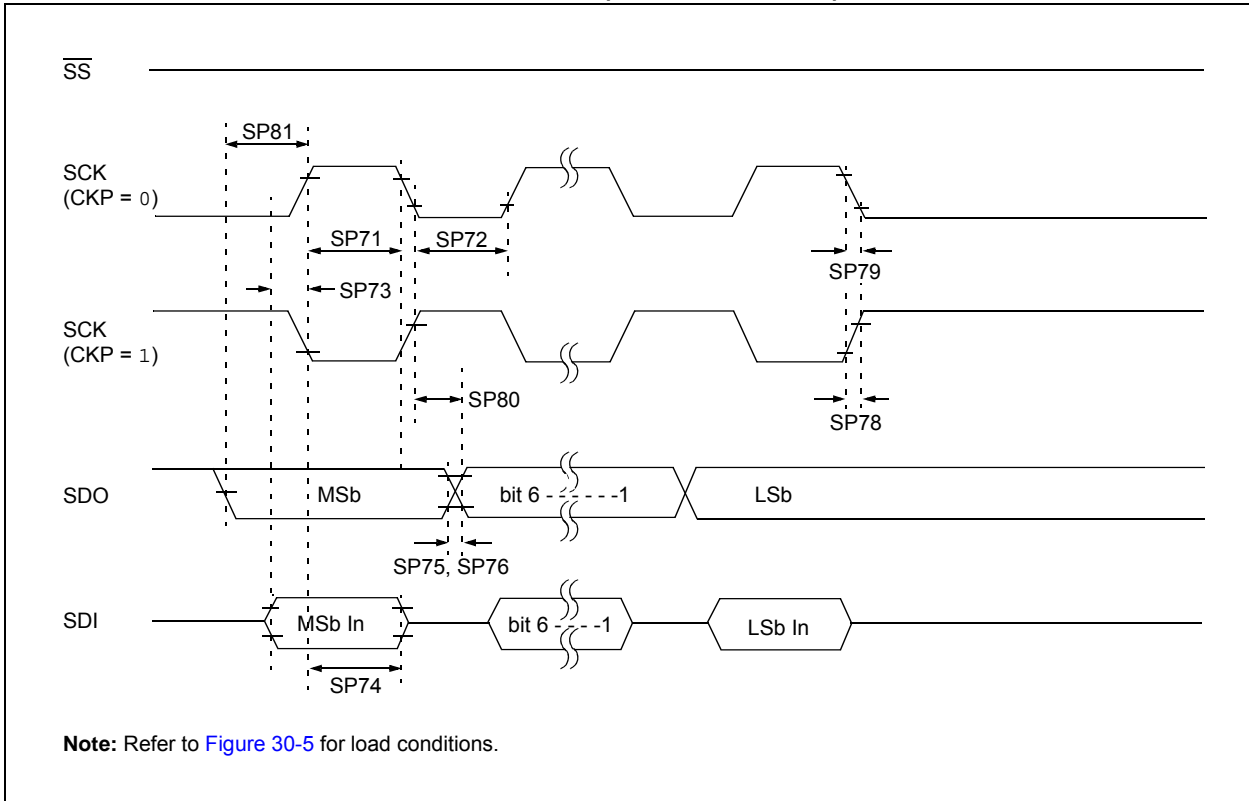 SS
SP81
SCK
(CKP = 0)
SP71
SP72
SP79
SP73
SCK
(CKP = 1)
SP80
SP78
SDO
MSb
bit 6 - - - - - -1
LSb
SP75, SP76
SDI
MSb In
bit 6 - - - -1
LSb In
SP74
Note: Refer to Figure 30-5 for load conditions.